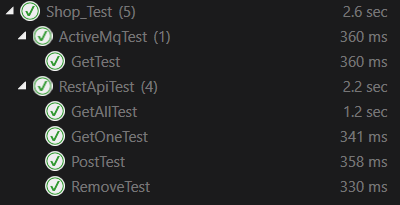 Shop_Test (5) 2.6 sec
ActiveMqTest (1) 360 ms
GetTest 360 ms
RestApiTest (4) 2.2 sec
GetAllTest 1.2 sec
GetOneTest 341 ms
PostTest 358 ms
RemoveTest 330 ms